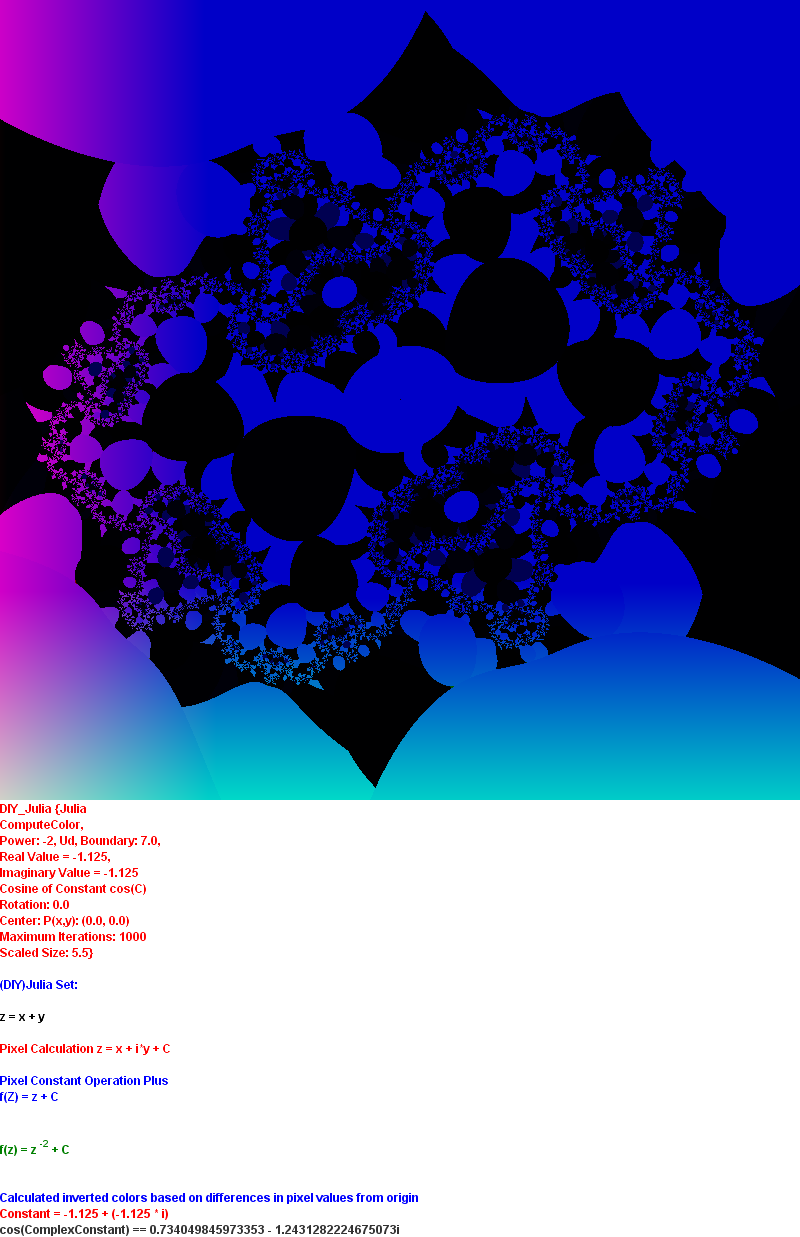 DIY_Julia {Julia
ComputeColor,
Power: -2, Ud, Boundary: 7.0,
Real Value = -1.125,
Imaginary Value = -1.125
Cosine of Constant cos(C)
Rotation: 0.0
Center: P(x,y): (0.0, 0.0)
Maximum Iterations: 1000
Scaled Size: 5.5}
(DIY)Julia Set:
z = x + y
Pixel Calculation z = x + i*y + C
Pixel Constant Operation Plus
f(Z) = z + C
f(z) = z -2 + C
Calculated inverted colors based on differences in pixel values from origin
Constant = -1.125 + (-1.125 * i)
cos(ComplexConstant) == 0.734049845973353 - 1.2431282224675073i